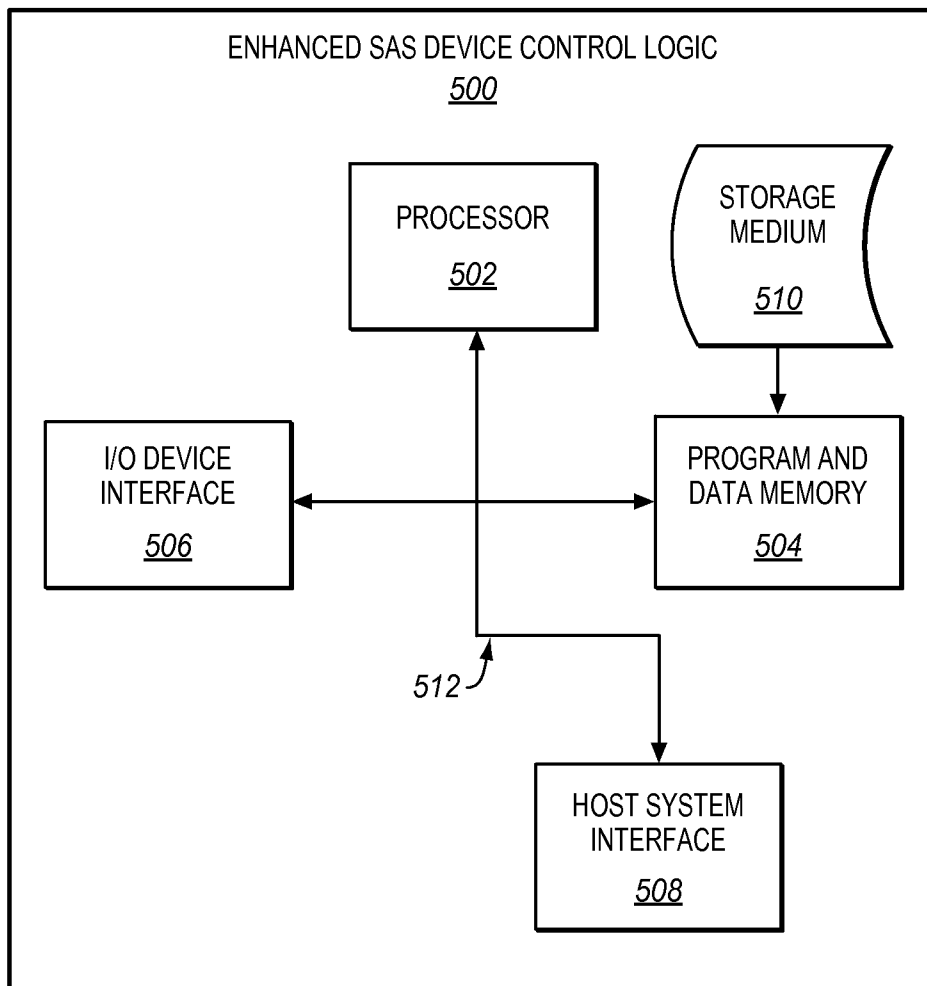 ENHANCED SAS DEVICE CONTROL LOGIC
500
PROCESSOR
502
STORAGE
MEDIUM
510
I/O DEVICE
INTERFACE
506
PROGRAM AND
DATA MEMORY
504
512
HOST SYSTEM
INTERFACE
508